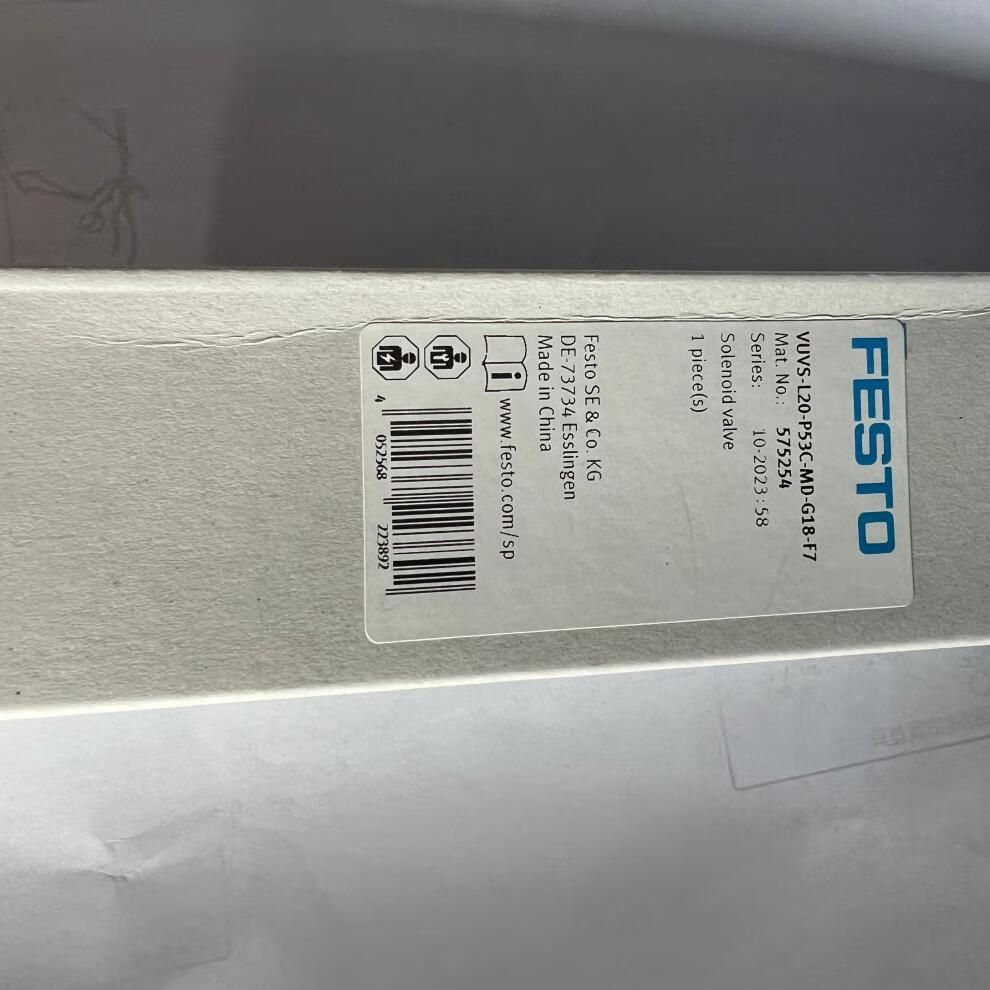 FESTO
VUVS-L20-P53C-MD-G18-F7
Mat. No.: 575254
Series: 10-2023 : 58
Solenoid valve
1 piece(s)
Festo SE & Co. KG
DE-73734 Esslingen
Made in China
www.festo.com/sp
4 052568 223892